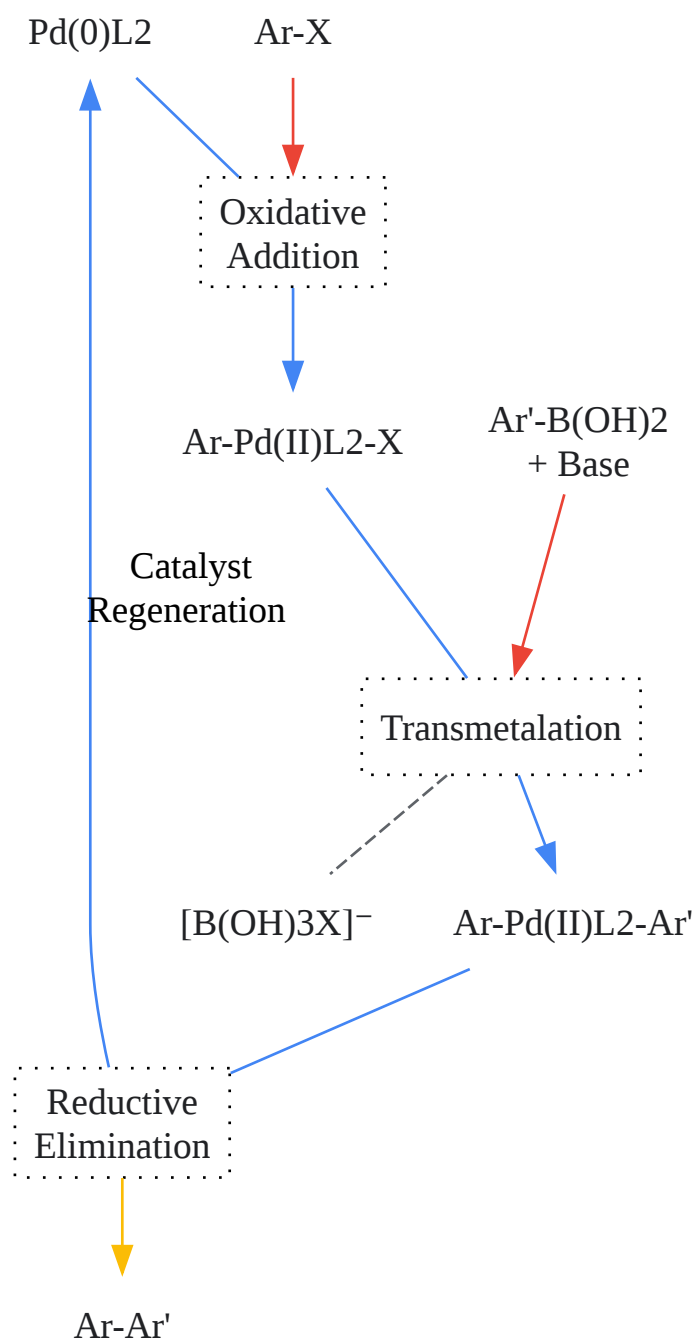 Pd(0)L2
Ar-X
Oxidative
Addition
Ar-Pd(II)L2-X
Ar'-B(OH)2
+ Base
Catalyst
Regeneration
Transmetalation
[B(OH)3X]⁻
Ar-Pd(II)L2-Ar'
Reductive
Elimination
Ar-Ar'